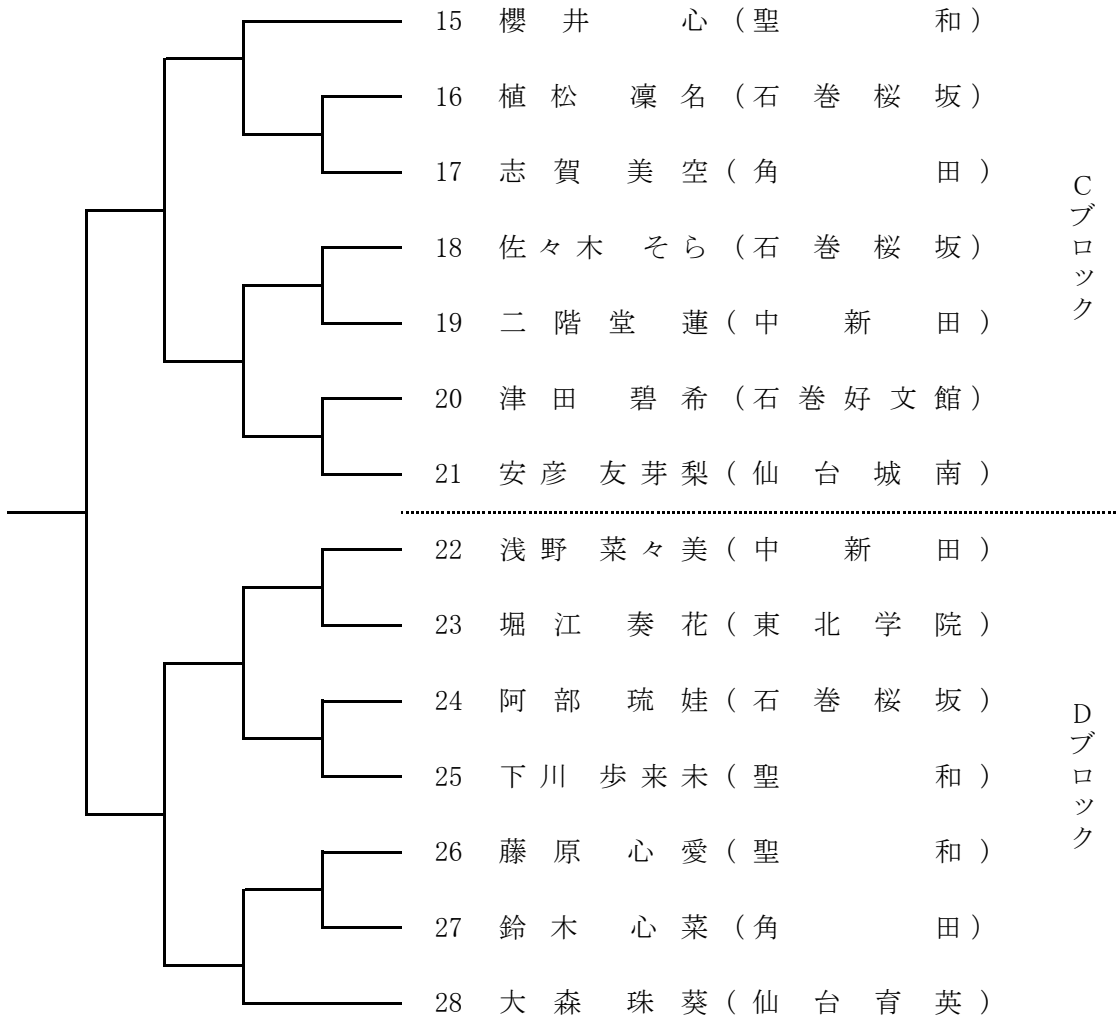 15 櫻井 心（聖和）
16 植松 凜名（石巻桜坂）
17 志賀 美空（角田）
18 佐々木 そら（石巻桜坂）
19 二階堂 蓮（中新田）
20 津田 碧希（石巻好文館）
21 安彦 友芽梨（仙台城南）
Cブロック
22 浅野 菜々美（中新田）
23 堀江 奏花（東北学院）
24 阿部 琉娃（石巻桜坂）
25 下川 歩来未（聖和）
26 藤原 心愛（聖和）
27 鈴木 心菜（角田）
28 大森 珠葵（仙台育英）
Dブロック